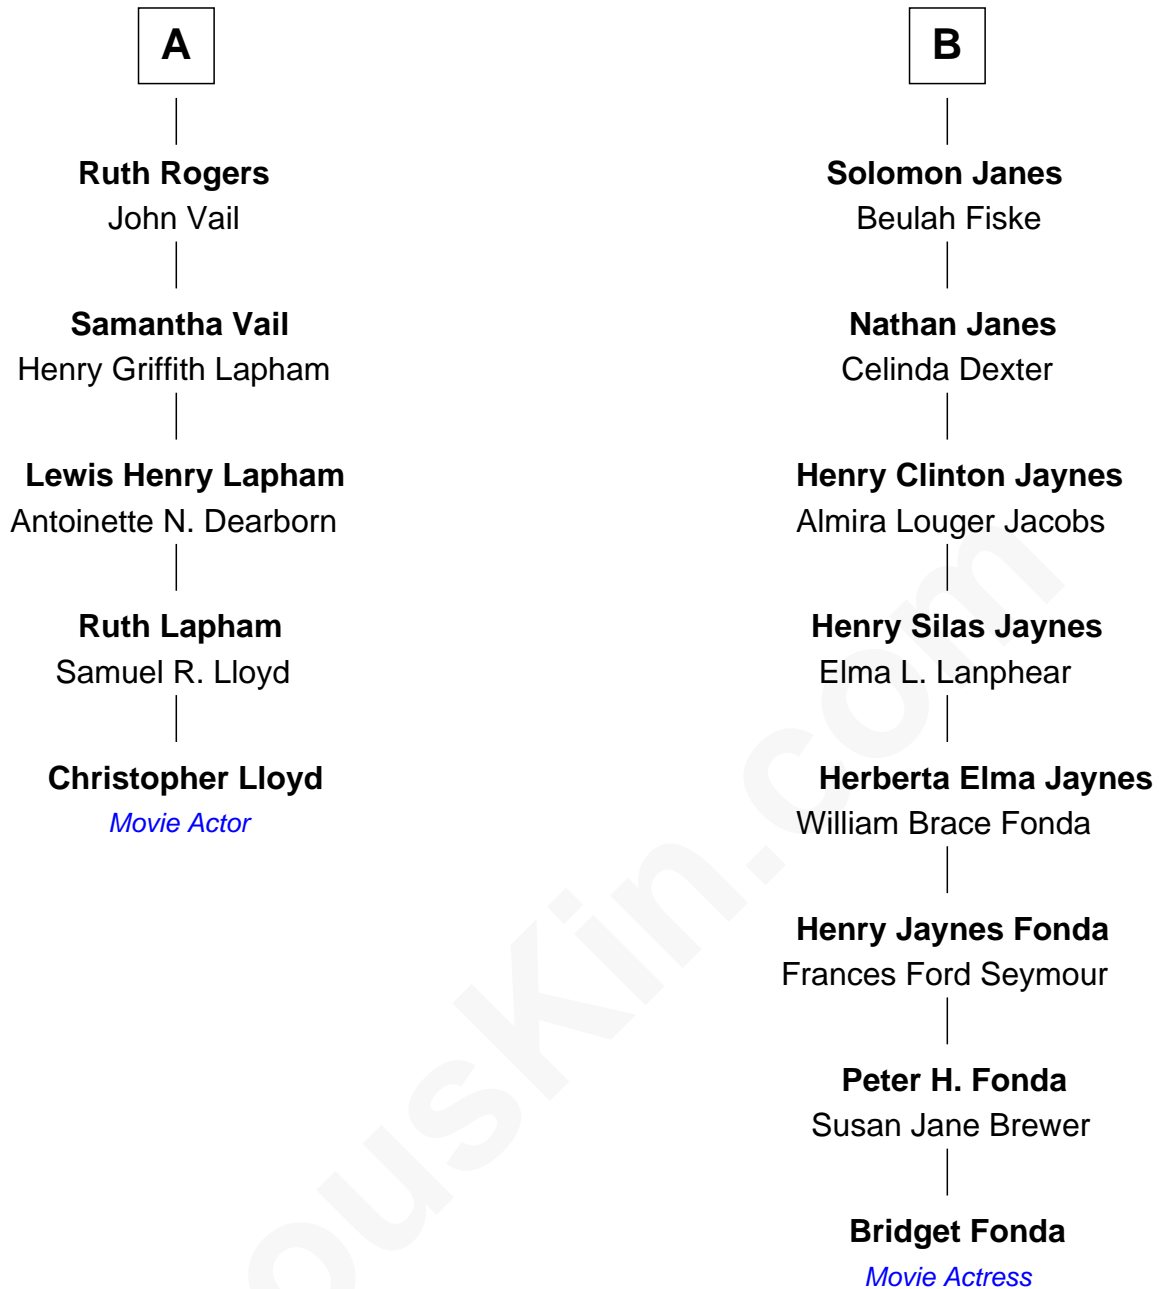 A
Ruth Rogers
John Vail
Samantha Vail
Henry Griffith Lapham
Lewis Henry Lapham
Antoinette N. Dearborn
Ruth Lapham
Samuel R. Lloyd
Christopher Lloyd
Movie Actor
B
Solomon Janes
Beulah Fiske
Nathan Janes
Celinda Dexter
Henry Clinton Jaynes
Almira Louger Jacobs
Henry Silas Jaynes
Elma L. Lanphear
Herberta Elma Jaynes
William Brace Fonda
Henry Jaynes Fonda
Frances Ford Seymour
Peter H. Fonda
Susan Jane Brewer
Bridget Fonda
Movie Actress
ousKin.com